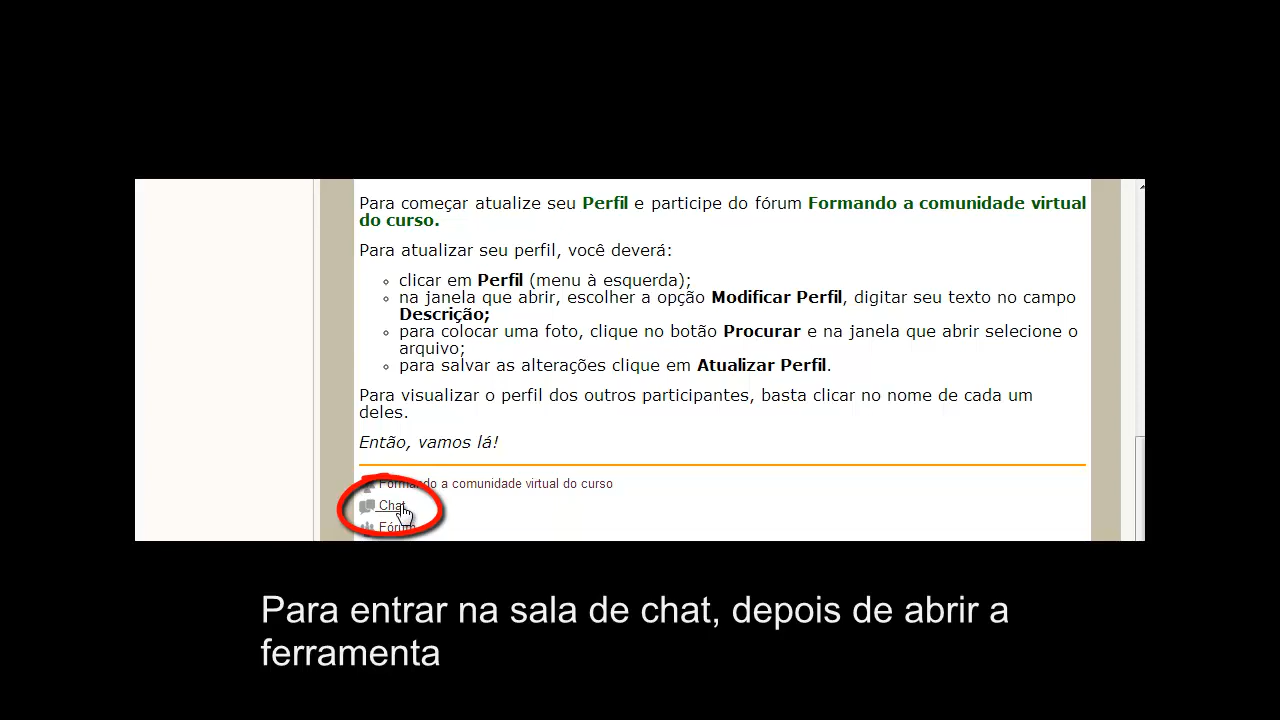 Para começar atualize seu Perfil e participe do fórum Formando a comunidade virtual
do curso.
Para atualizar seu perfil, você deverá:
clicar em Perfil (menu à esquerda);
na janela que abrir, escolher a opção Modificar Perfil, digitar seu texto no campo
Descrição;
para colocar uma foto, clique no botão Procurar e na janela que abrir selecione o
arquivo;
para salvar as alterações clique em Atualizar Perfil.
Para visualizar o perfil dos outros participantes, basta clicar no nome de cada um
deles.
Então, vamos lá!
Formando a comunidade virtual do curso
Chat
Fórum
Para entrar na sala de chat, depois de abrir a
ferramenta